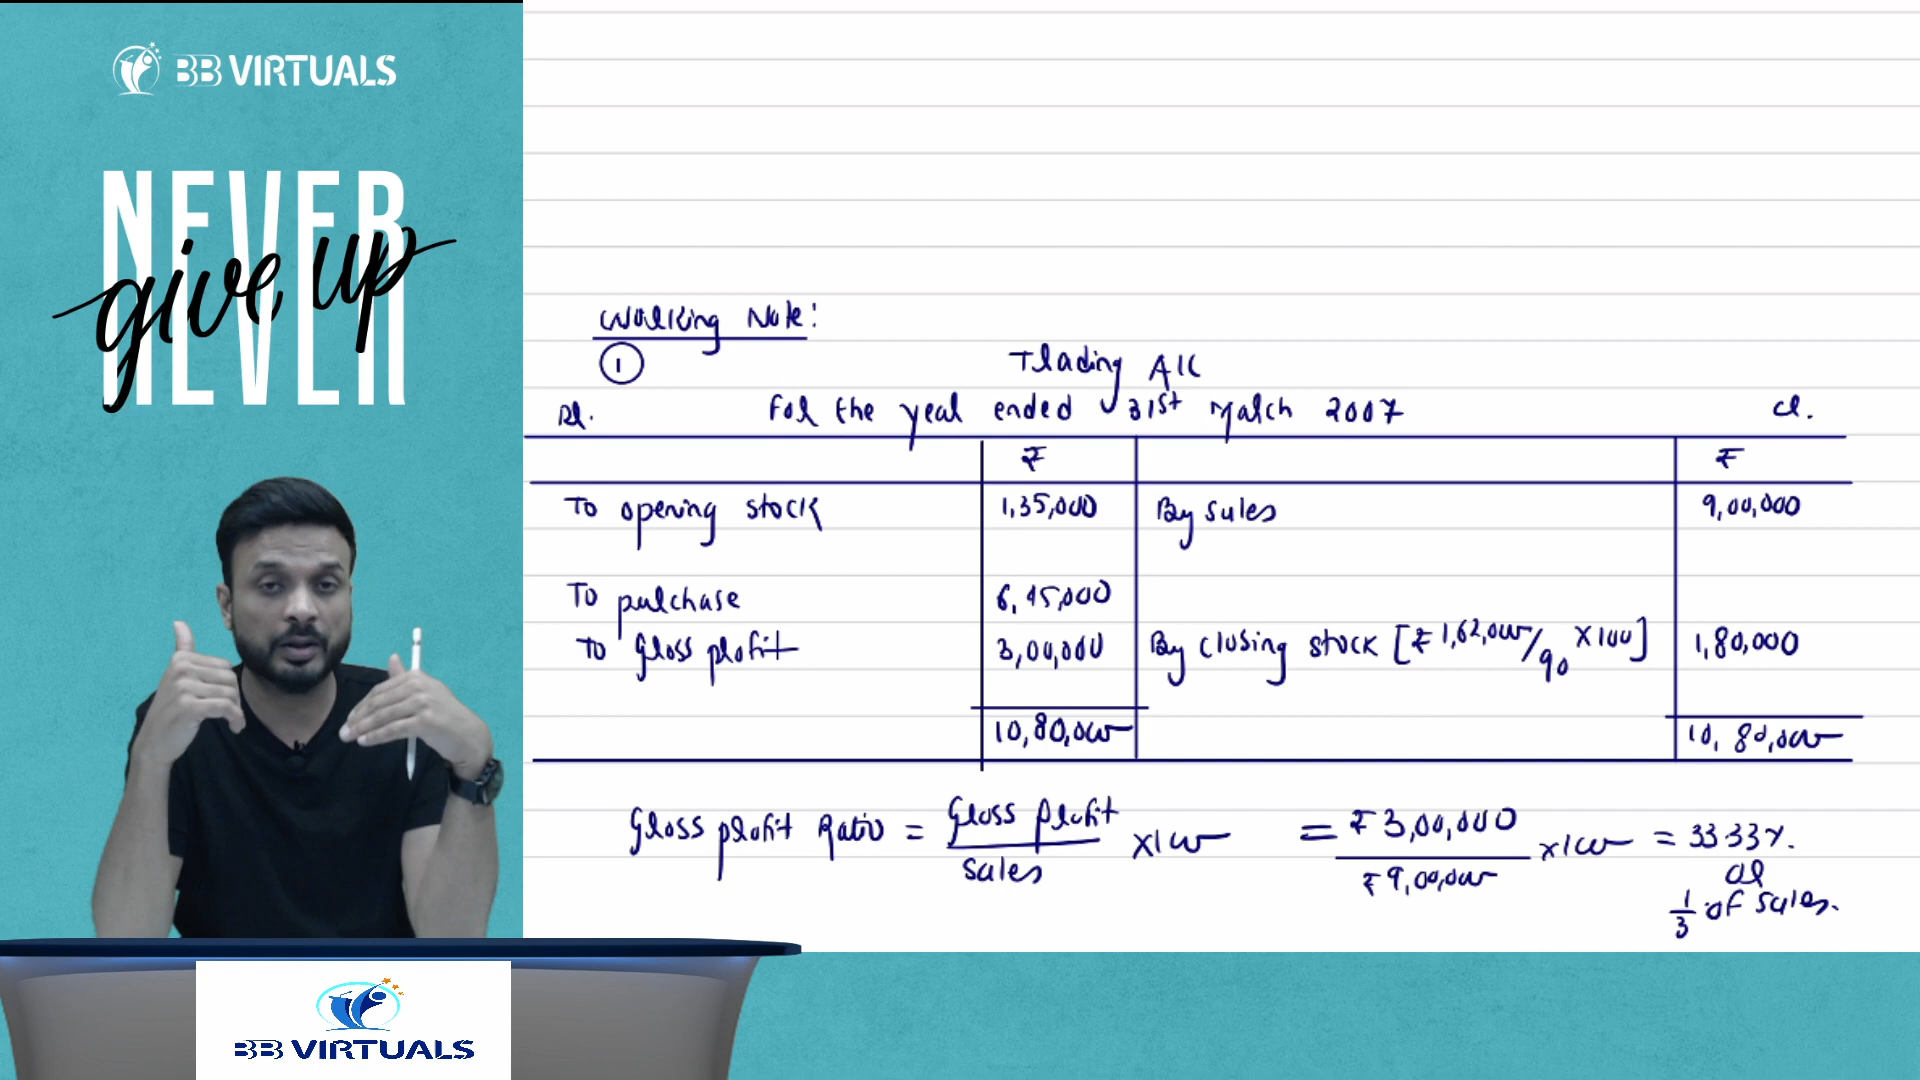 BB VIRTUALS
NEVER
give up
NEVER
Working Note:
1
Trading A/c
Dr. For the year ended 31st March 2007 Cr.
₹ ₹
To opening stock 1,35,000 By sales 9,00,000
To purchase 6,45,000
To Gross profit 3,00,000 By closing stock [₹1,62,000/90 x100] 1,80,000
10,80,000 10,80,000
Gross profit Ratio = Gross profit / sales x100 = ₹3,00,000 / ₹9,00,000 x100 = 33.33%.
or
1/3 of sales.
BB VIRTUALS